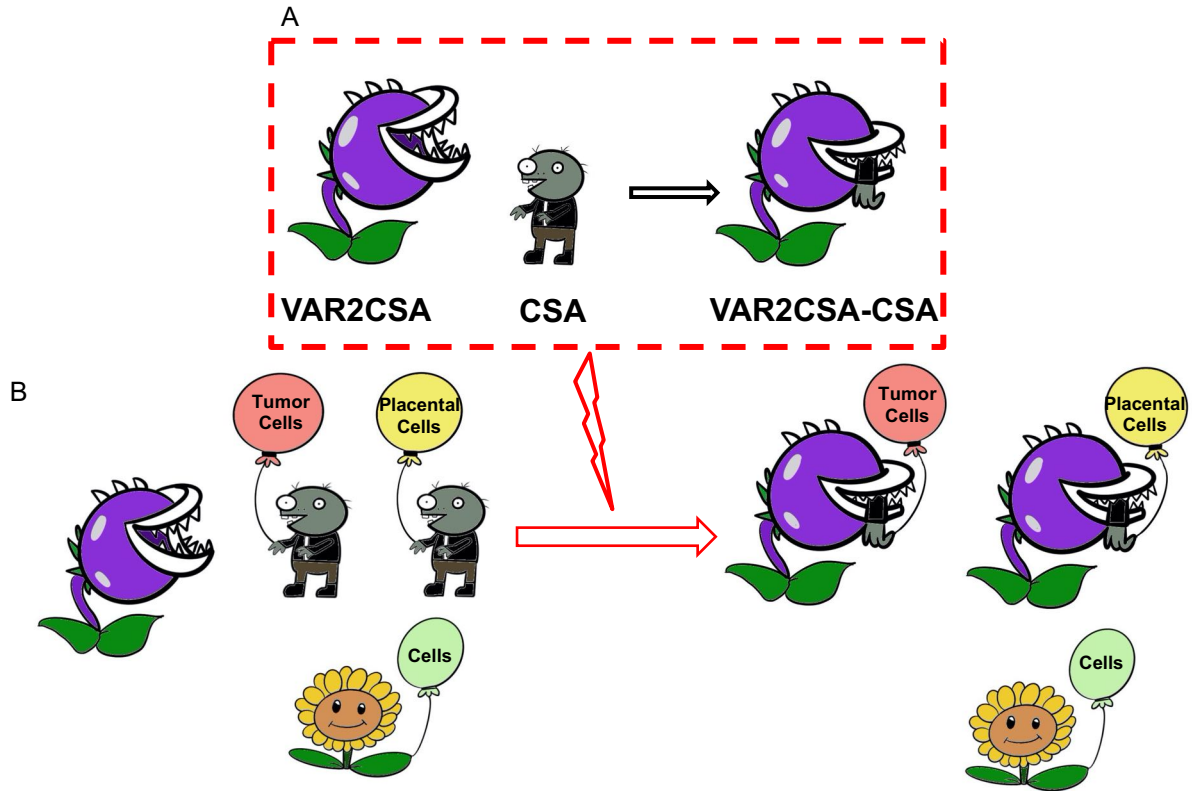 A
VAR2CSA
CSA
VAR2CSA-CSA
B
Tumor
Cells
Placental
Cells
Tumor
Cells
Placental
Cells
Cells
Cells